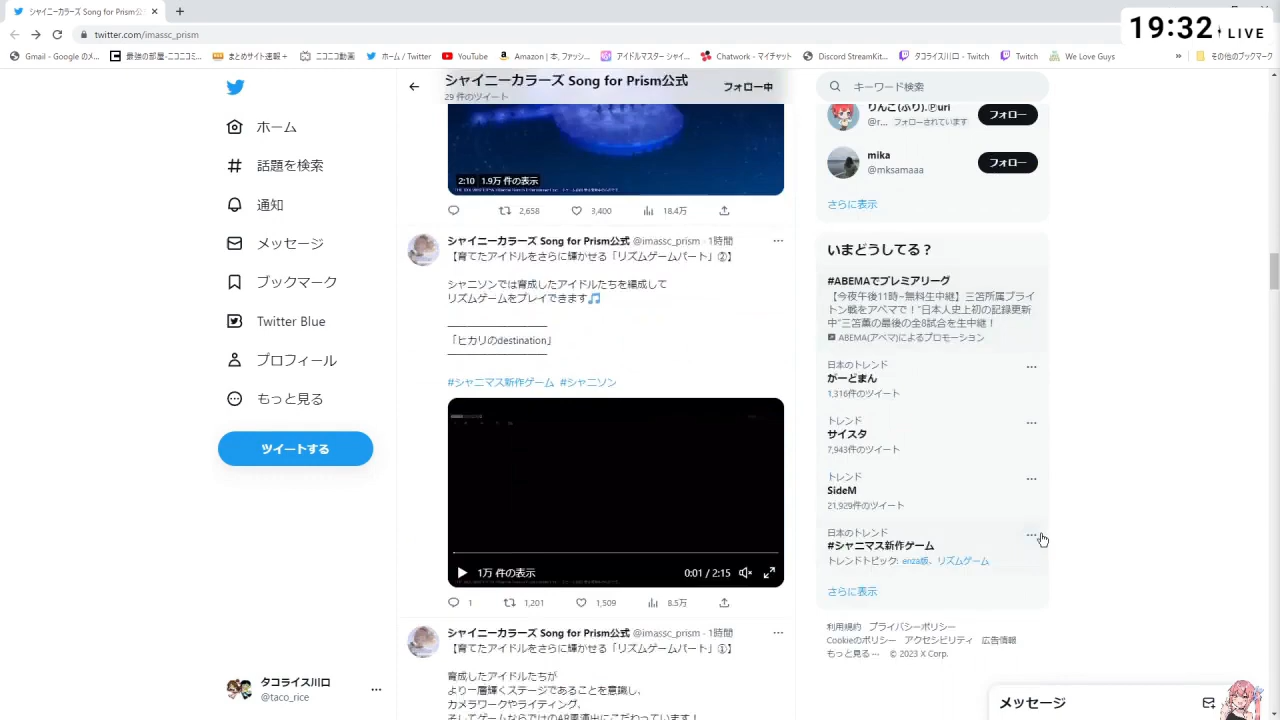 シャイニーカラーズ Song for Prism公式
19:32 LIVE
twitter.com/imassc_prism
Gmail - Google のメ...
最強の部屋-ニコニコミ...
まとめサイト速報+
ニコニコ動画
ホーム / Twitter
YouTube
Amazon | 本, ファッシ...
アイドルマスター シャイ...
Chatwork - マイチャット
Discord StreamKit...
タコライス川口 - Twitch
Twitch
We Love Guys
»
その他のブックマーク
ホーム
話題を検索
通知
メッセージ
ブックマーク
Twitter Blue
プロフィール
もっと見る
ツイートする
タコライス川口
@taco_rice
シャイニーカラーズ Song for Prism公式
29 件のツイート
フォロー中
2:10 1.9万 件の表示
2,658 3,400 18.4万
シャイニーカラーズ Song for Prism公式 @imassc_prism · 1時間
【育てたアイドルをさらに輝かせる「リズムゲームパート」②】
シャニソンでは育成したアイドルたちを編成して
リズムゲームをプレイできます🎵
「ヒカリのdestination」
#シャニマス新作ゲーム #シャニソン
1万 件の表示 0:01 / 2:15
1 1,201 1,509 8.5万
シャイニーカラーズ Song for Prism公式 @imassc_prism · 1時間
【育てたアイドルをさらに輝かせる「リズムゲームパート」①】
育成したアイドルたちが
より一層輝くステージであることを意識し、
カメラワークやライティング、
そしてゲームならではのAR要演出にこだわっています！
キーワード検索
りんこ(ぷり).Ⓟuri
@r... フォローされています
フォロー
mika
@mksamaaa
フォロー
さらに表示
いまどうしてる？
#ABEMAでプレミアリーグ
【今夜午後11時~無料生中継】三笘所属ブライ
トン戦をアベマで！"日本人史上初の記録更新
中"三笘薫の最後の全8試合を生中継！
ABEMA(アベマ)によるプロモーション
日本のトレンド
がーどまん
1,316件のツイート
トレンド
サイスタ
7,943件のツイート
トレンド
SideM
21,929件のツイート
日本のトレンド
#シャニマス新作ゲーム
トレンドトピック: enza版、リズムゲーム
さらに表示
利用規約 プライバシーポリシー
Cookieのポリシー アクセシビリティ 広告情報
もっと見る ··· © 2023 X Corp.
メッセージ